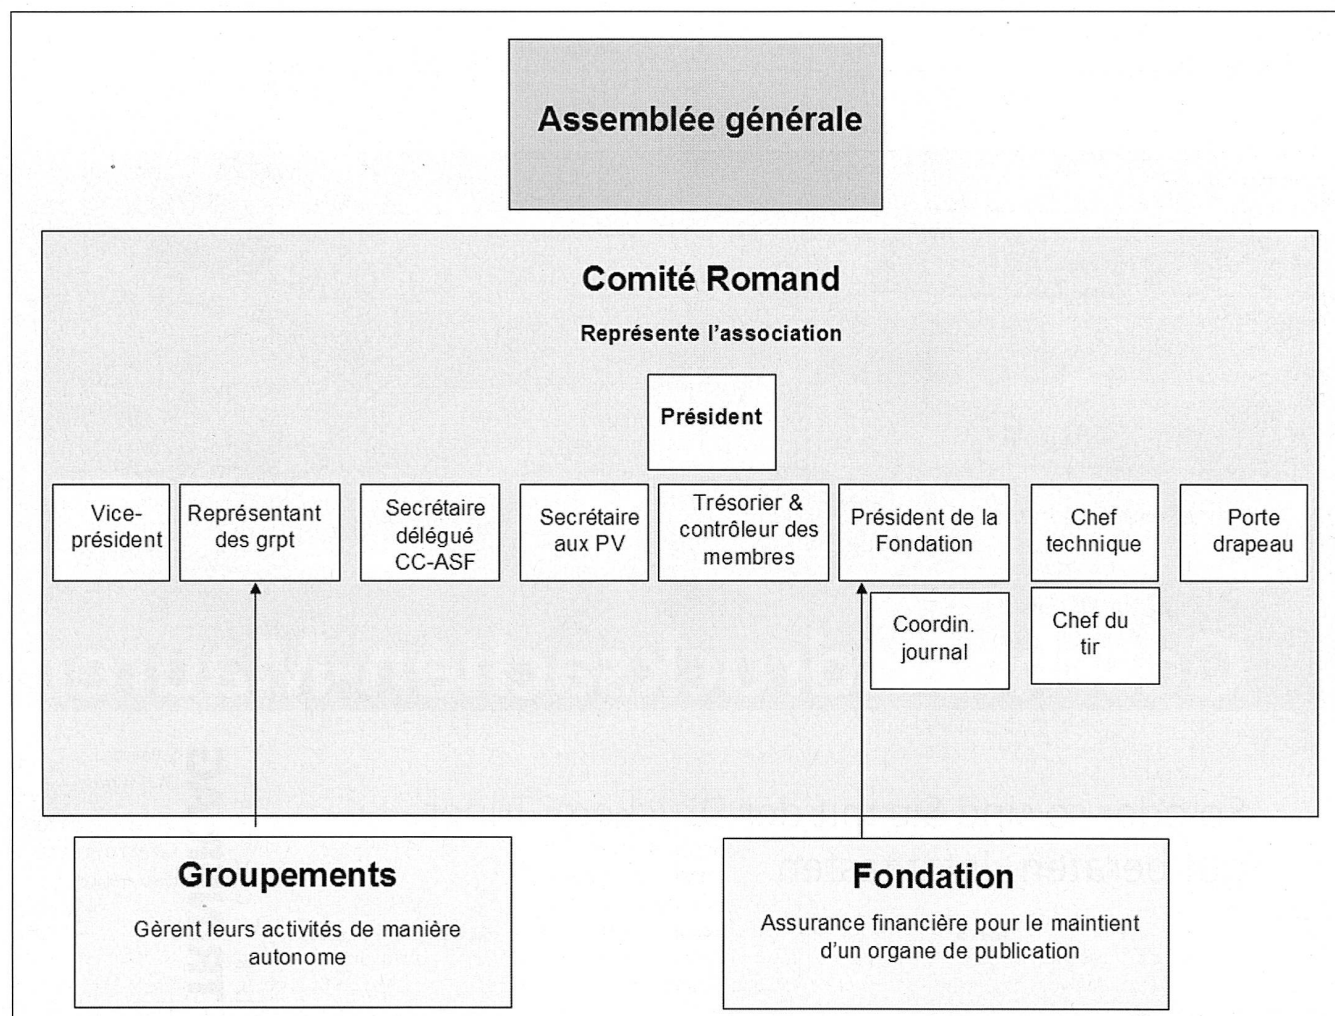 Assemblée générale
Comité Romand
Représente l'association
Président
Vice-
président
Représentant
des grpt
Secrétaire
délégué
CC-ASF
Secrétaire
aux PV
Trésorier &
contrôleur des
membres
Président de la
Fondation
Chef
technique
Porte
drapeau
Coordin.
journal
Chef du
tir
Groupements
Gèrent leurs activités de manière
autonome
Fondation
Assurance financière pour le maintient
d'un organe de publication